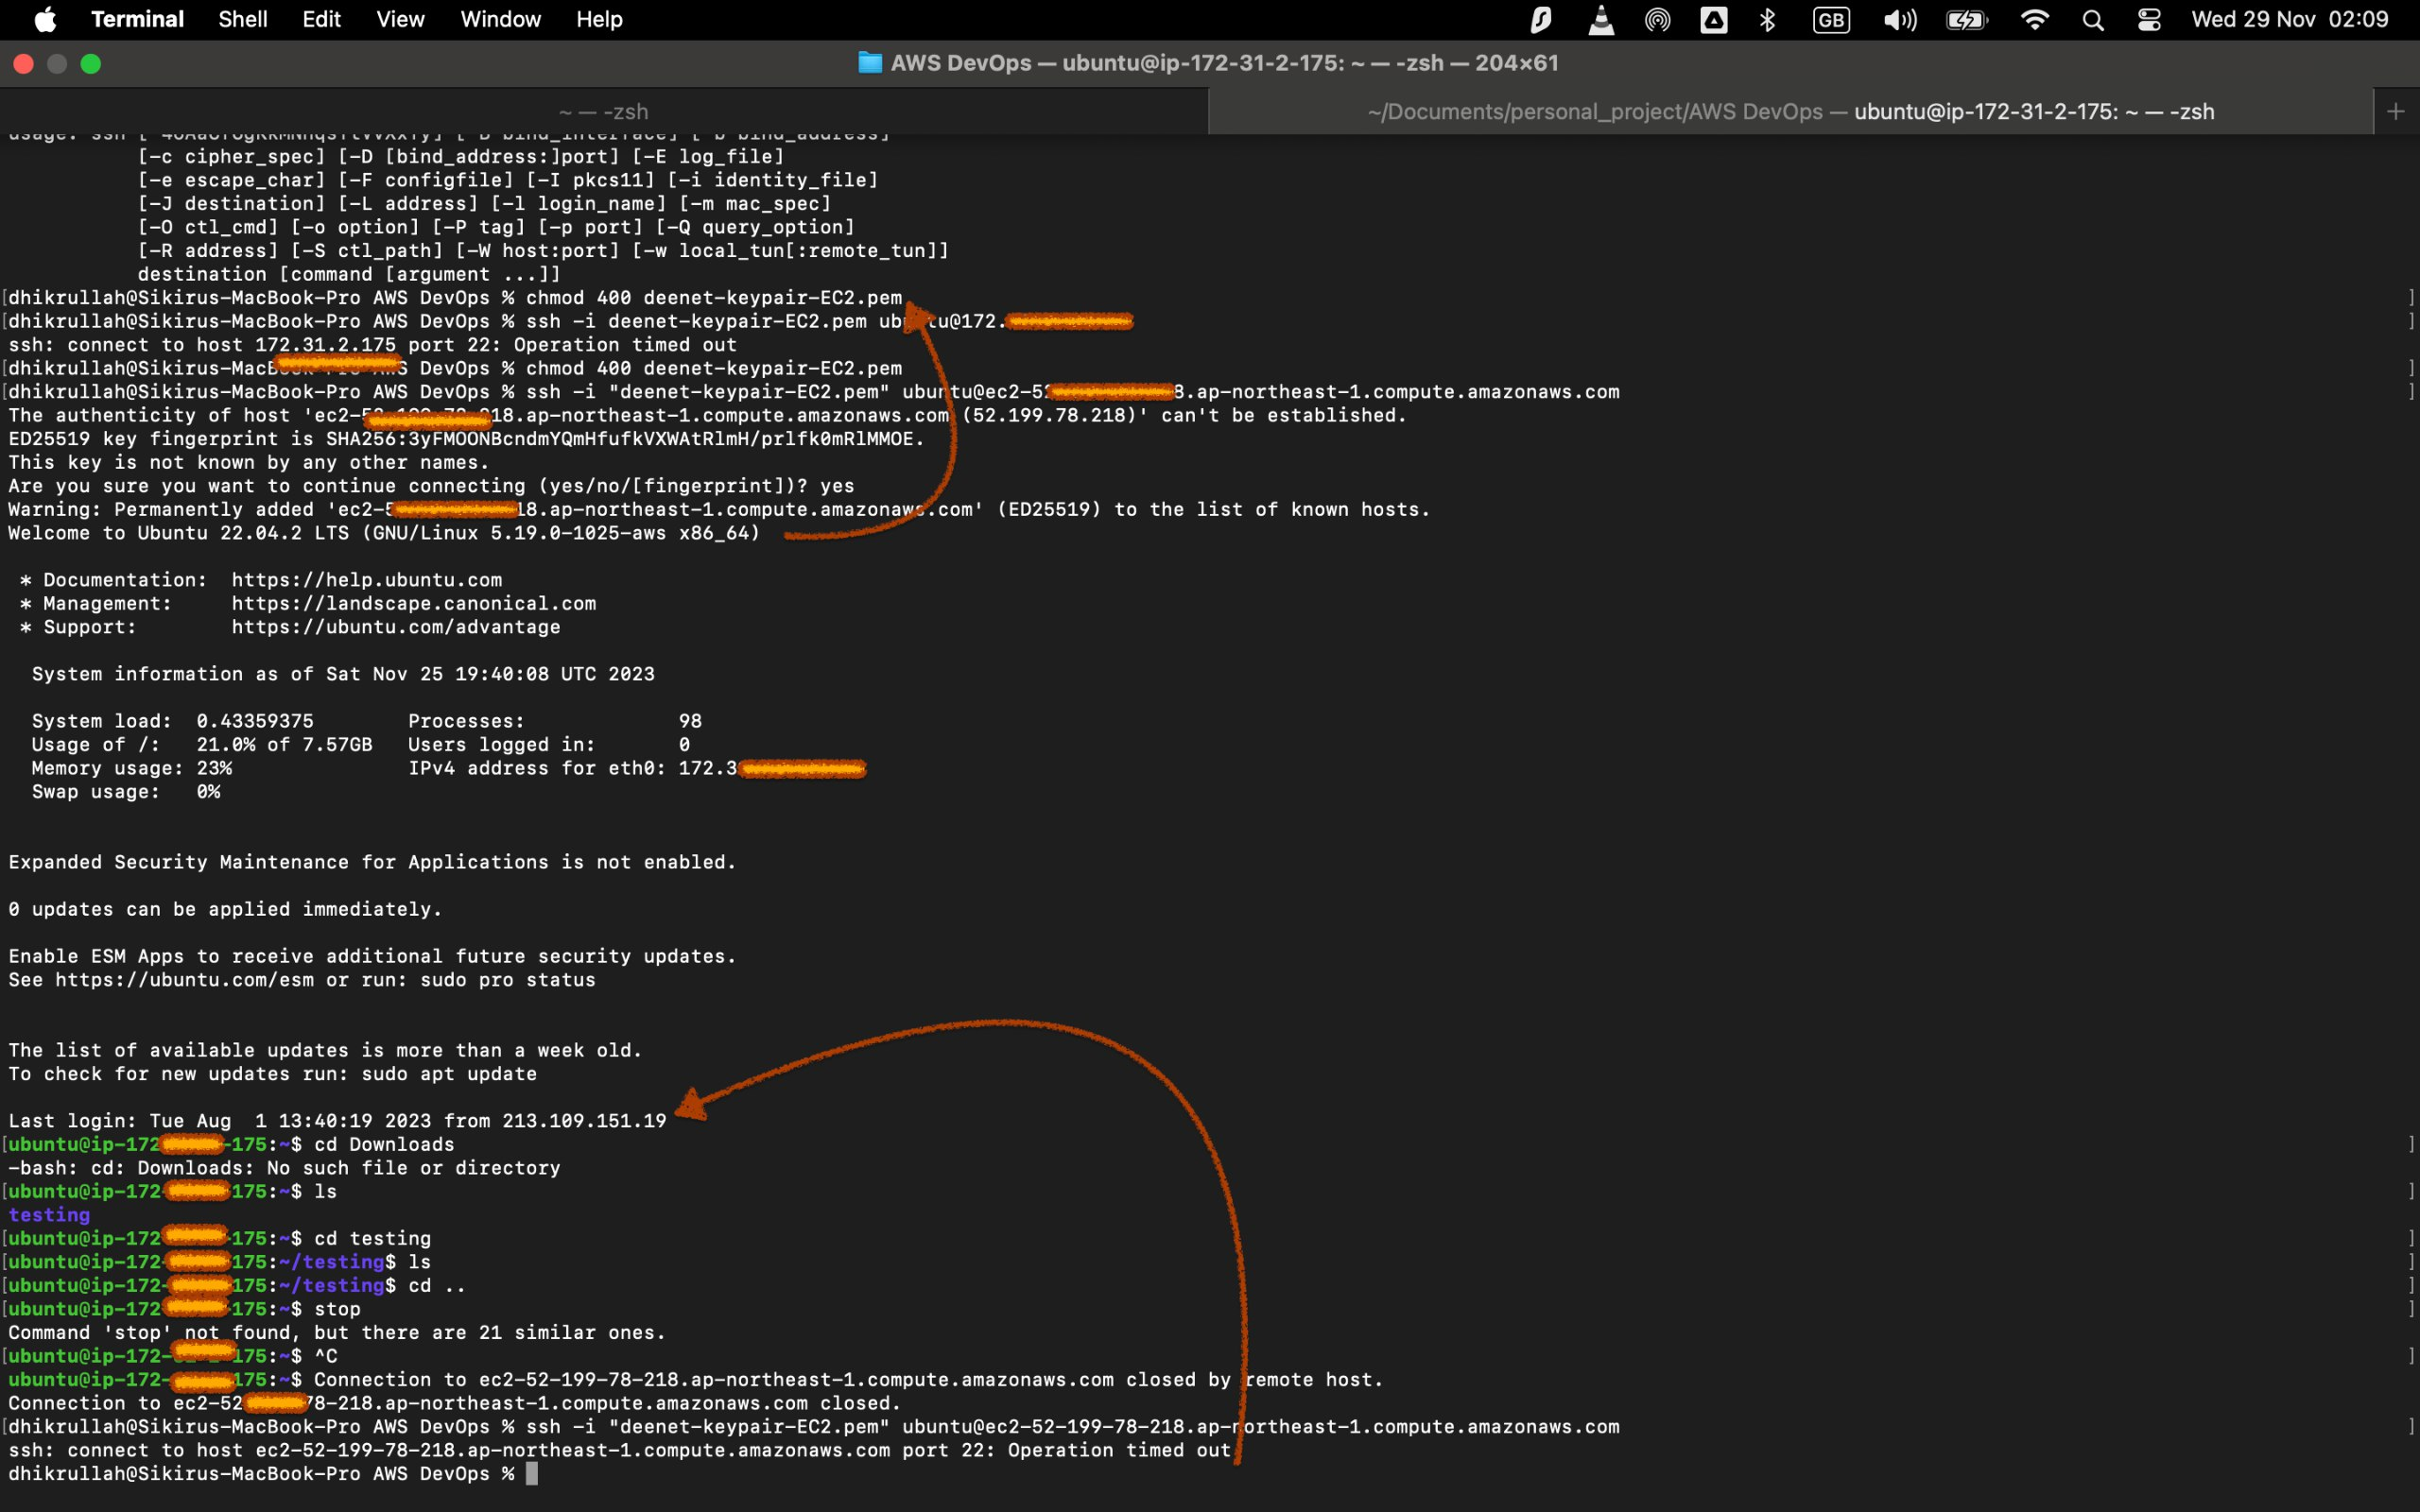 Terminal Shell Edit View Window Help GB Wed 29 Nov 02:09
AWS DevOps — ubuntu@ip-172-31-2-175: ~ — -zsh — 204×61
~ — -zsh ~/Documents/personal_project/AWS DevOps — ubuntu@ip-172-31-2-175: ~ — -zsh
[-c cipher_spec] [-D [bind_address:]port] [-E log_file]
[-e escape_char] [-F configfile] [-I pkcs11] [-i identity_file]
[-J destination] [-L address] [-l login_name] [-m mac_spec]
[-O ctl_cmd] [-o option] [-P tag] [-p port] [-Q query_option]
[-R address] [-S ctl_path] [-W host:port] [-w local_tun[:remote_tun]]
destination [command [argument ...]]
[dhikrullah@Sikirus-MacBook-Pro AWS DevOps % chmod 400 deenet-keypair-EC2.pem ]
[dhikrullah@Sikirus-MacBook-Pro AWS DevOps % ssh -i deenet-keypair-EC2.pem ubuntu@172. ]
ssh: connect to host 172.31.2.175 port 22: Operation timed out
[dhikrullah@Sikirus-MacBook-Pro AWS DevOps % chmod 400 deenet-keypair-EC2.pem ]
[dhikrullah@Sikirus-MacBook-Pro AWS DevOps % ssh -i "deenet-keypair-EC2.pem" ubuntu@ec2-5 8.ap-northeast-1.compute.amazonaws.com ]
The authenticity of host 'ec2-5 18.ap-northeast-1.compute.amazonaws.com (52.199.78.218)' can't be established.
ED25519 key fingerprint is SHA256:3yFMOONBcndmYQmHfufkVXWAtRlmH/prlfk0mRlMMOE.
This key is not known by any other names.
Are you sure you want to continue connecting (yes/no/[fingerprint])? yes
Warning: Permanently added 'ec2-5 18.ap-northeast-1.compute.amazonaws.com' (ED25519) to the list of known hosts.
Welcome to Ubuntu 22.04.2 LTS (GNU/Linux 5.19.0-1025-aws x86_64)
* Documentation: https://help.ubuntu.com
* Management: https://landscape.canonical.com
* Support: https://ubuntu.com/advantage
System information as of Sat Nov 25 19:40:08 UTC 2023
System load: 0.43359375 Processes: 98
Usage of /: 21.0% of 7.57GB Users logged in: 0
Memory usage: 23% IPv4 address for eth0: 172.3
Swap usage: 0%
Expanded Security Maintenance for Applications is not enabled.
0 updates can be applied immediately.
Enable ESM Apps to receive additional future security updates.
See https://ubuntu.com/esm or run: sudo pro status
The list of available updates is more than a week old.
To check for new updates run: sudo apt update
Last login: Tue Aug 1 13:40:19 2023 from 213.109.151.19
[ubuntu@ip-172 -175:~$ cd Downloads ]
-bash: cd: Downloads: No such file or directory
[ubuntu@ip-172- 175:~$ ls ]
testing
[ubuntu@ip-172 175:~$ cd testing ]
[ubuntu@ip-172- 175:~/testing$ ls ]
[ubuntu@ip-172- 175:~/testing$ cd .. ]
[ubuntu@ip-172 175:~$ stop ]
Command 'stop' not found, but there are 21 similar ones.
[ubuntu@ip-172- 175:~$ ^C ]
ubuntu@ip-172- 175:~$ Connection to ec2-52-199-78-218.ap-northeast-1.compute.amazonaws.com closed by remote host.
Connection to ec2-52 78-218.ap-northeast-1.compute.amazonaws.com closed.
[dhikrullah@Sikirus-MacBook-Pro AWS DevOps % ssh -i "deenet-keypair-EC2.pem" ubuntu@ec2-52-199-78-218.ap-northeast-1.compute.amazonaws.com ]
ssh: connect to host ec2-52-199-78-218.ap-northeast-1.compute.amazonaws.com port 22: Operation timed out
dhikrullah@Sikirus-MacBook-Pro AWS DevOps %